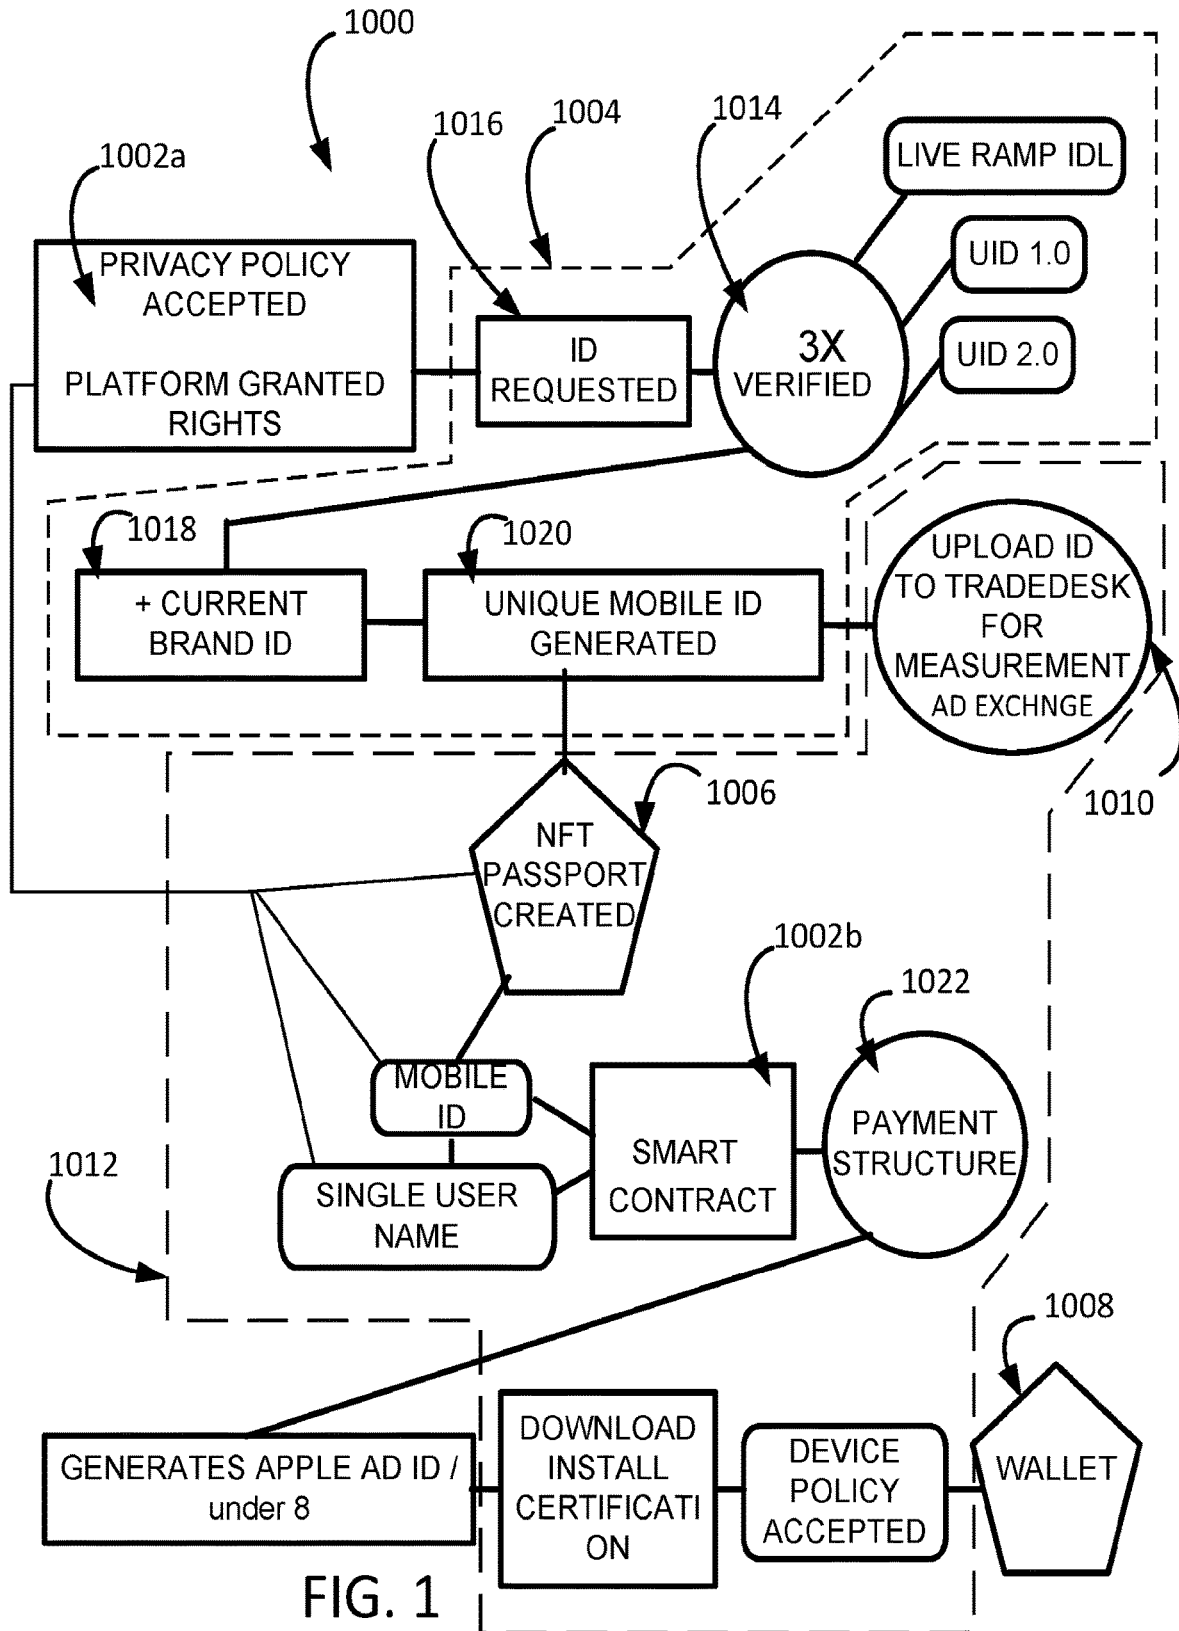 1000
1016
1004
1014
1002a
LIVE RAMP IDL
PRIVACY POLICY
ACCEPTED
PLATFORM GRANTED
RIGHTS
ID
REQUESTED
3X
VERIFIED
UID 1.0
UID 2.0
1018
1020
+ CURRENT
BRAND ID
UNIQUE MOBILE ID
GENERATED
UPLOAD ID
TO TRADEDESK
FOR
MEASUREMENT
AD EXCHNGE
1006
1010
NFT
PASSPORT
CREATED
1002b
1022
MOBILE
ID
SINGLE USER
NAME
SMART
CONTRACT
PAYMENT
STRUCTURE
1012
1008
GENERATES APPLE AD ID /
under 8
DOWNLOAD
INSTALL
CERTIFICATI
ON
DEVICE
POLICY
ACCEPTED
WALLET
FIG. 1